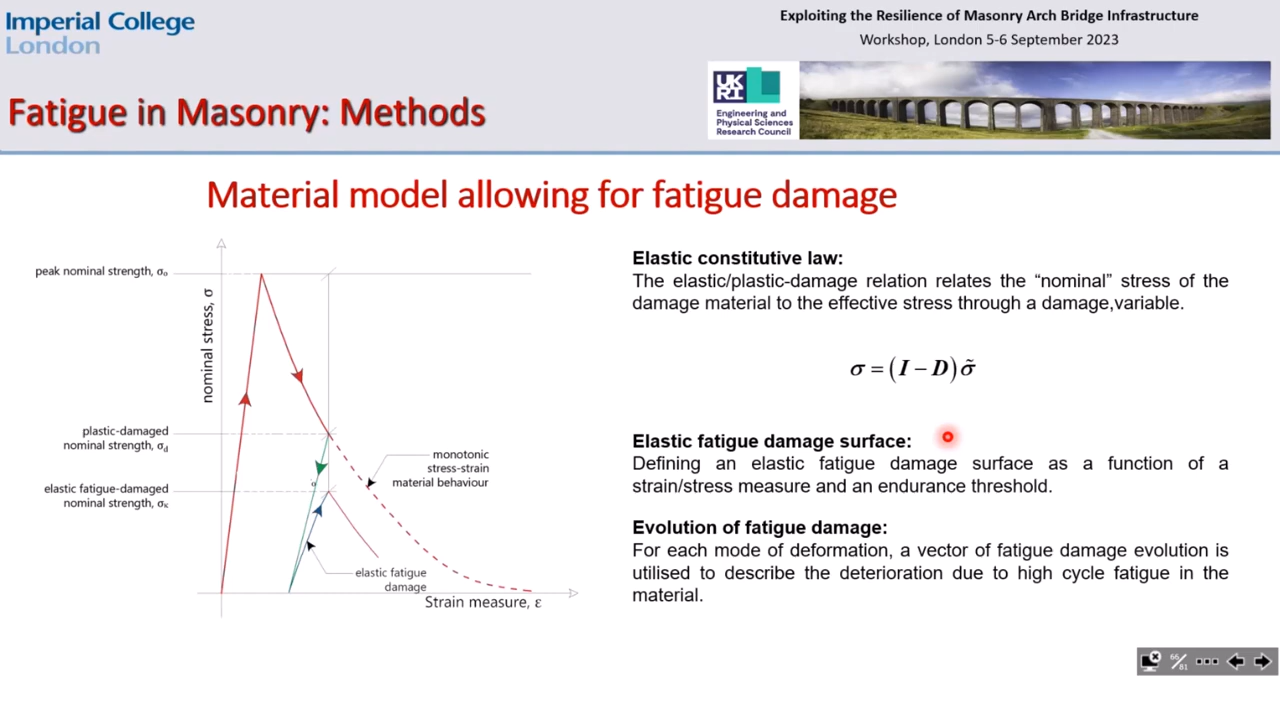 Imperial College
London
Exploiting the Resilience of Masonry Arch Bridge Infrastructure
Workshop, London 5-6 September 2023
Fatigue in Masonry: Methods
UK
RI
Engineering and
Physical Sciences
Research Council
Material model allowing for fatigue damage
peak nominal strength, σₒ
nominal stress, σ
plastic-damaged
nominal strength, σd
elastic fatigue-damaged
nominal strength, σκ
monotonic
stress-strain
material behaviour
elastic fatigue
damage
Strain measure, ε
Elastic constitutive law:
The elastic/plastic-damage relation relates the “nominal” stress of the
damage material to the effective stress through a damage,variable.
σ = (I − D) σ̃
Elastic fatigue damage surface:
Defining an elastic fatigue damage surface as a function of a
strain/stress measure and an endurance threshold.
Evolution of fatigue damage:
For each mode of deformation, a vector of fatigue damage evolution is
utilised to describe the deterioration due to high cycle fatigue in the
material.
66/81